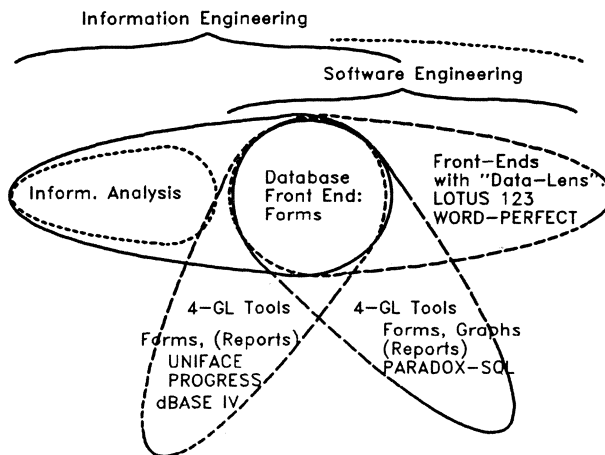 Information Engineering
Software Engineering
Inform. Analysis
Database
Front End:
Forms
Front-Ends
with "Data-Lens"
LOTUS 123
WORD-PERFECT
4-GL Tools
Forms, (Reports)
UNIFACE
PROGRESS
dBASE IV
4-GL Tools
Forms, Graphs
(Reports)
PARADOX-SQL